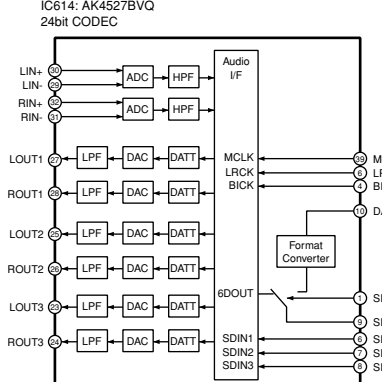 IC614: AK4527BVQ
24bit CODEC
Audio
I/F
LIN+ 30 ADC HPF
LIN- 29
RIN+ 32 ADC HPF
RIN- 31
LOUT1 27 LPF DAC DATT MCLK 39
LRCK 6
BICK 4
ROUT1 28 LPF DAC DATT
10
LOUT2 25 LPF DAC DATT
Format
Converter
ROUT2 26 LPF DAC DATT
6DOUT 1
LOUT3 23 LPF DAC DATT
9
SDIN1 6
ROUT3 24 LPF DAC DATT SDIN2 7
SDIN3 8